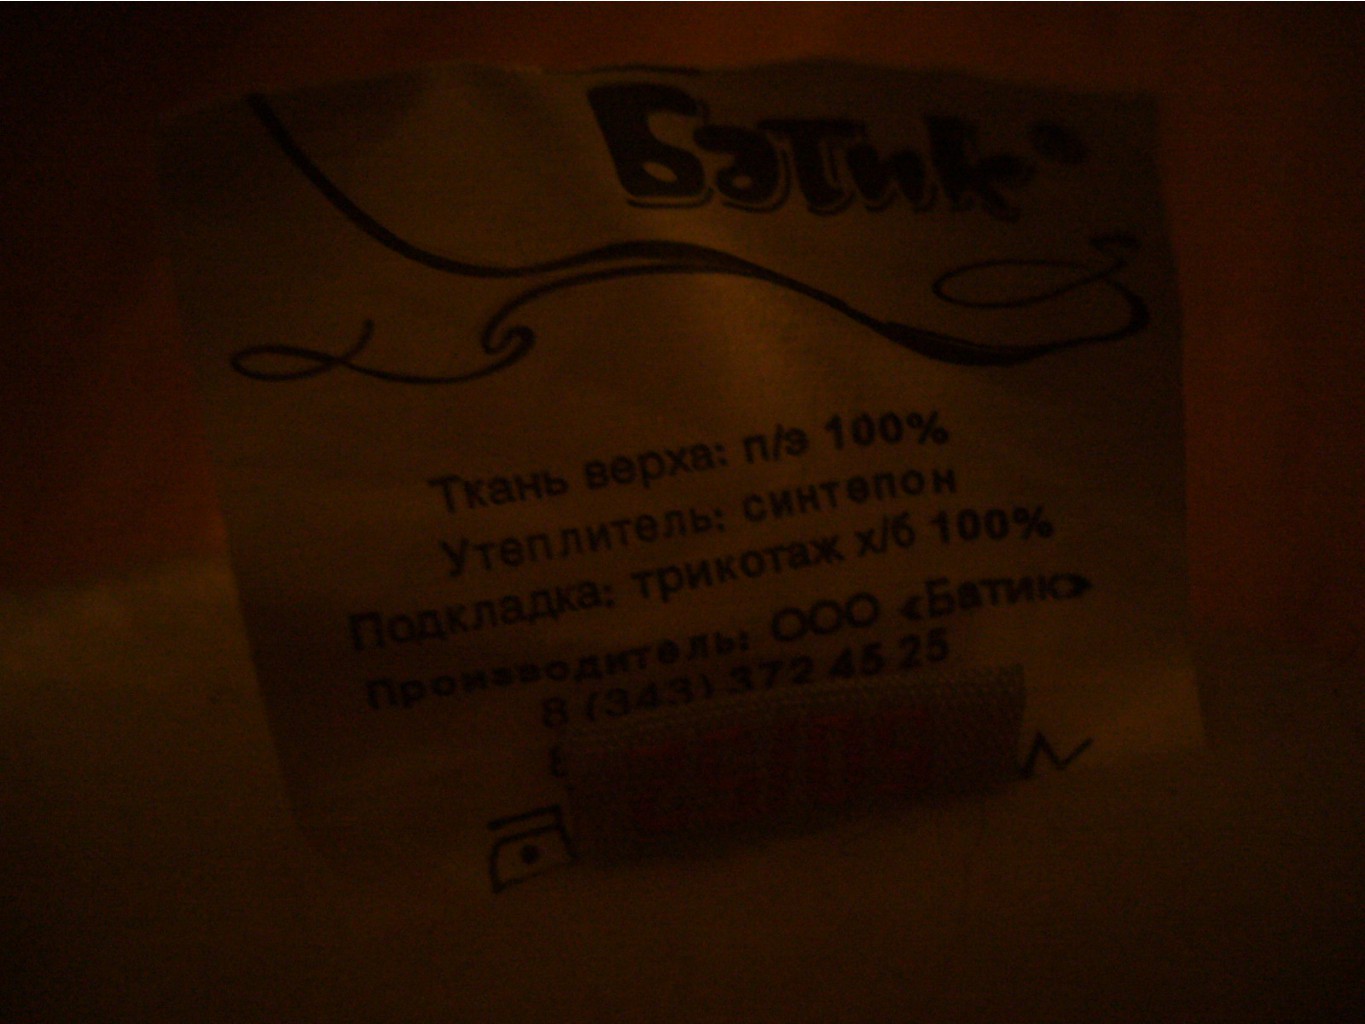 Батик
Ткань верха: п/э 100%
Утеплитель: синтепон
Подкладка: трикотаж х/б 100%
Производитель: ООО «Батик»
8 (343) 372 45 25